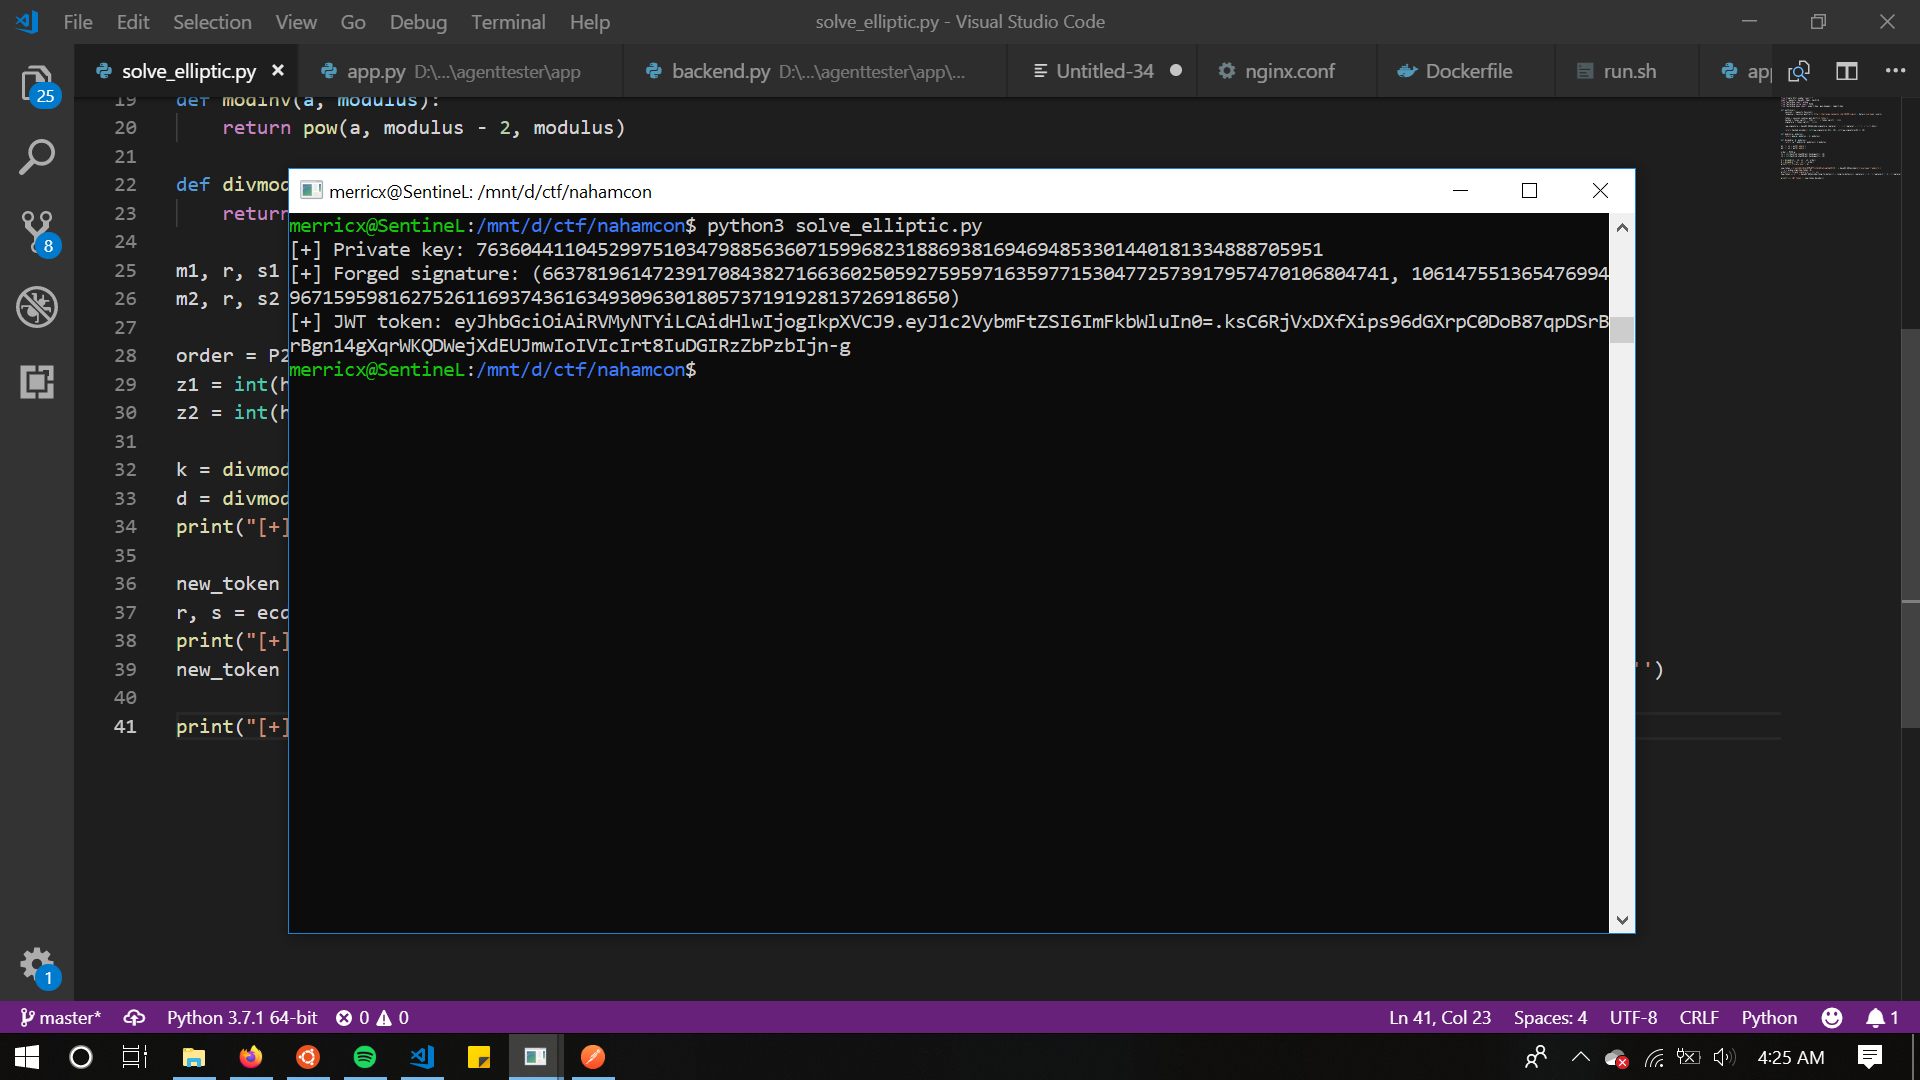 File Edit Selection View Go Debug Terminal Help
solve_elliptic.py - Visual Studio Code
solve_elliptic.py app.py D:\...\agenttester\app backend.py D:\...\agenttester\app\... Untitled-34 nginx.conf Dockerfile run.sh app
19 def modinv(a, modulus):
20 return pow(a, modulus - 2, modulus)
21
22 def divmod
23 return
24
25 m1, r, s1
26 m2, r, s2
27
28 order = P2
29 z1 = int(h
30 z2 = int(h
31
32 k = divmod
33 d = divmod
34 print("[+]
35
36 new_token
37 r, s = ecd
38 print("[+]
39 new_token '')
40
41 print("[+]
merricx@SentineL: /mnt/d/ctf/nahamcon
merricx@SentineL:/mnt/d/ctf/nahamcon$ python3 solve_elliptic.py
[+] Private key: 76360441104529975103479885636071599682318869381694694853301440181334888705951
[+] Forged signature: (66378196147239170843827166360250592759597163597715304772573917957470106804741, 1061475513654769949
9671595981627526116937436163493096301805737191928137269 18650)
[+] JWT token: eyJhbGciOiAiRVMyNTYiLCAidHlwIjogIkpXVCJ9.eyJ1c2VybmFtZSI6ImFkbWluIn0=.ksC6RjVxDXfXips96dGXrpC0DoB87qpDSrB
rBgn14gXqrWKQDWejXdEUJmwIoIVIcIrt8IuDGIRzZbPzbIjn-g
merricx@SentineL:/mnt/d/ctf/nahamcon$
25
8
1
master* Python 3.7.1 64-bit 0 0 Ln 41, Col 23 Spaces: 4 UTF-8 CRLF Python 1
4:25 AM